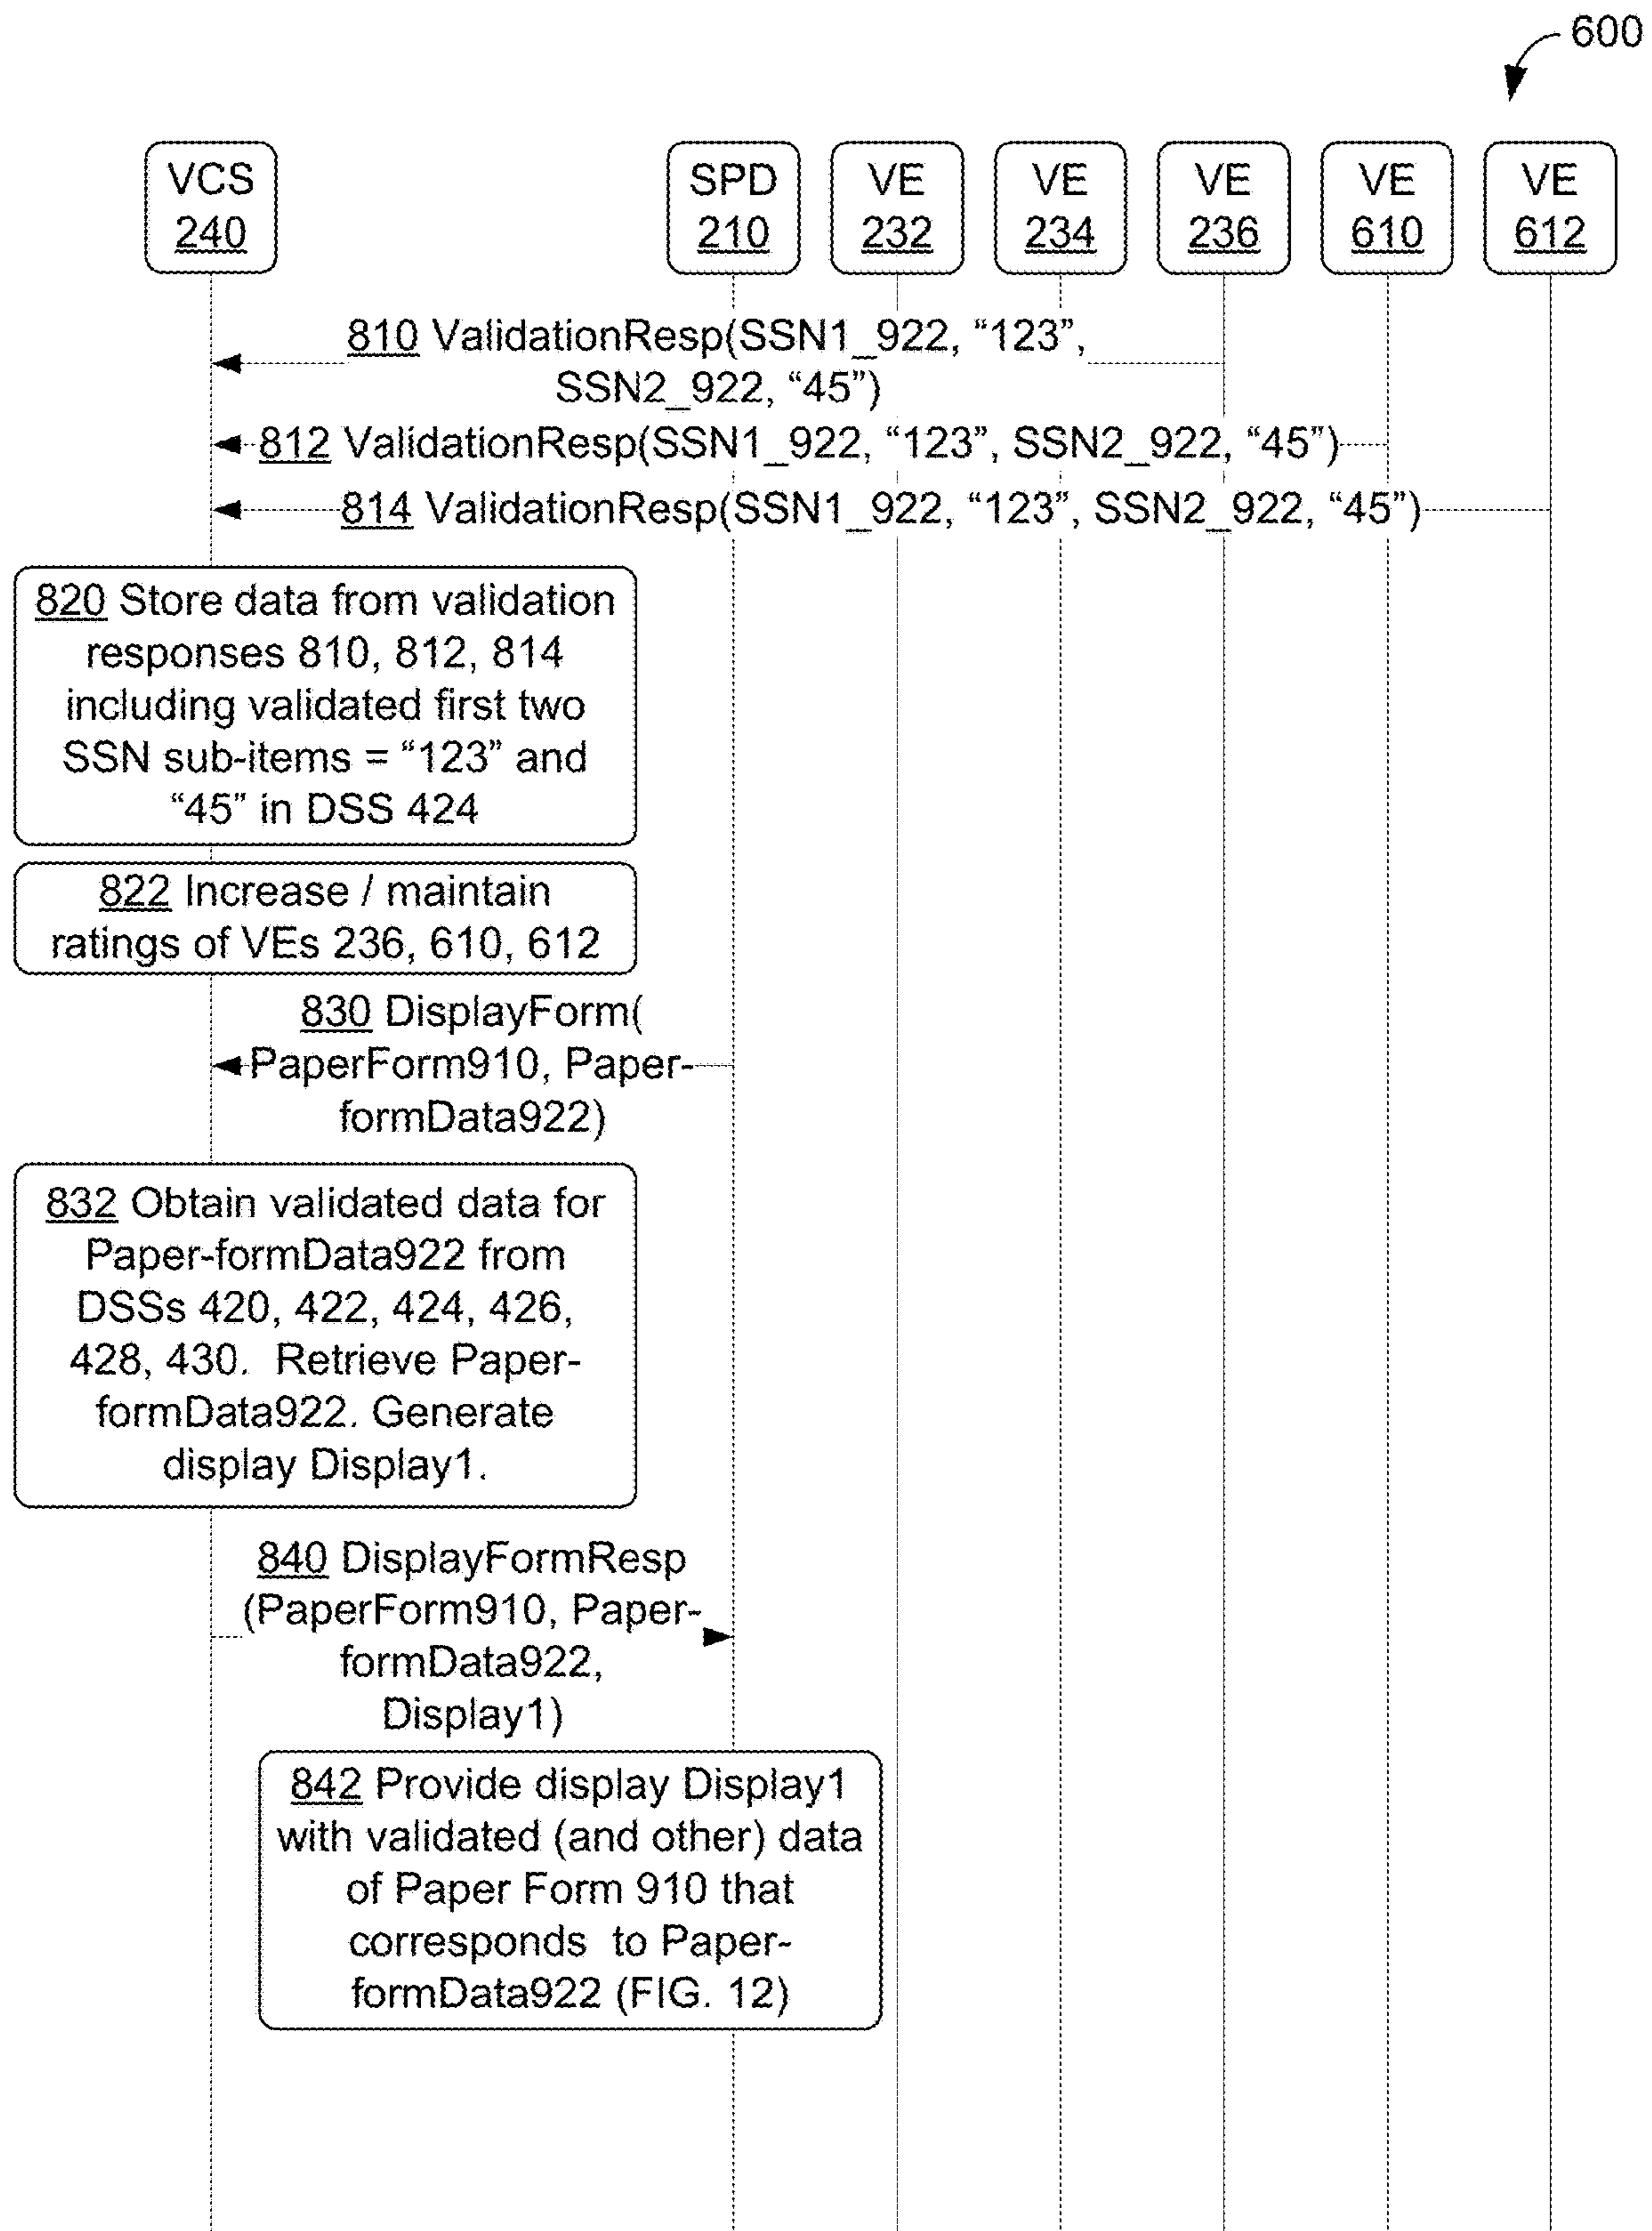 600
VCS
240
SPD
210
VE
232
VE
234
VE
236
VE
610
VE
612
810 ValidationResp(SSN1_922, “123”,
SSN2_922, “45”)
812 ValidationResp(SSN1_922, “123”, SSN2_922, “45”)
814 ValidationResp(SSN1_922, “123”, SSN2_922, “45”)
820 Store data from validation
responses 810, 812, 814
including validated first two
SSN sub-items = “123” and
“45” in DSS 424
822 Increase / maintain
ratings of VEs 236, 610, 612
830 DisplayForm(
PaperForm910, Paper-
formData922)
832 Obtain validated data for
Paper-formData922 from
DSSs 420, 422, 424, 426,
428, 430. Retrieve Paper-
formData922. Generate
display Display1.
840 DisplayFormResp
(PaperForm910, Paper-
formData922,
Display1)
842 Provide display Display1
with validated (and other) data
of Paper Form 910 that
corresponds to Paper-
formData922 (FIG. 12)